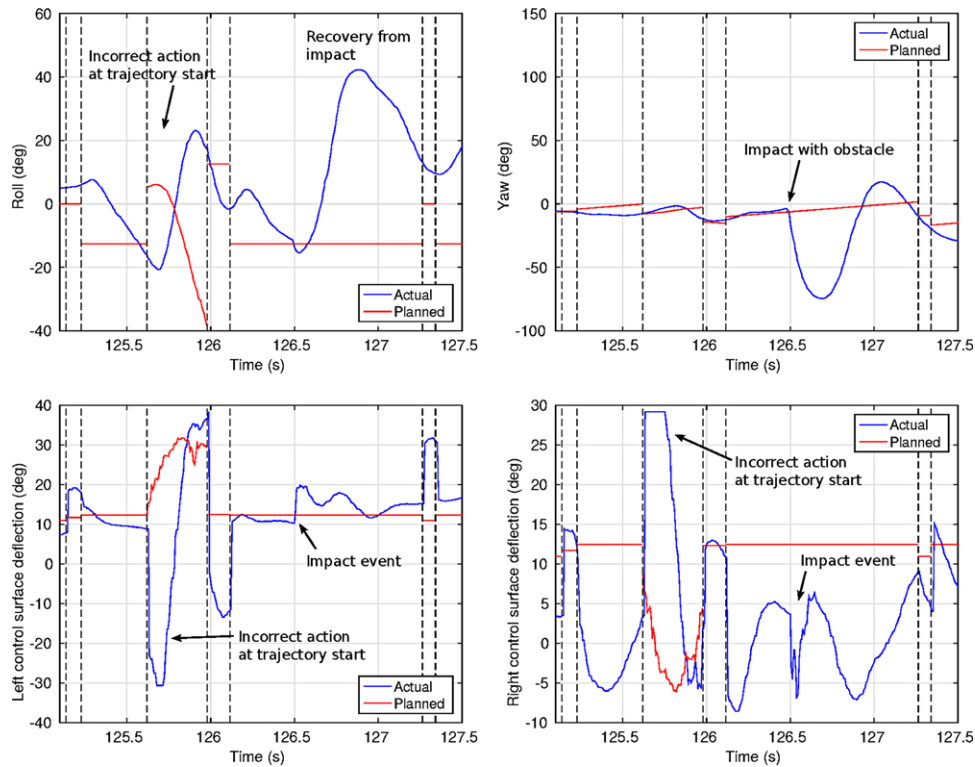 60
40
20
0
-20
-40
Roll (deg)
Incorrect action
at trajectory start
Recovery from
impact
Actual
Planned
125.5
126
126.5
127
127.5
Time (s)
150
100
50
0
-50
-100
Yaw (deg)
Actual
Planned
Impact with obstacle
125.5
126
126.5
127
127.5
Time (s)
40
30
20
10
0
-10
-20
-30
-40
Left control surface deflection (deg)
Impact event
Incorrect action
at trajectory start
Actual
Planned
125.5
126
126.5
127
127.5
Time (s)
30
25
20
15
10
5
0
-5
-10
Right control surface deflection (deg)
Actual
Planned
Incorrect action
at trajectory start
Impact event
125.5
126
126.5
127
127.5
Time (s)